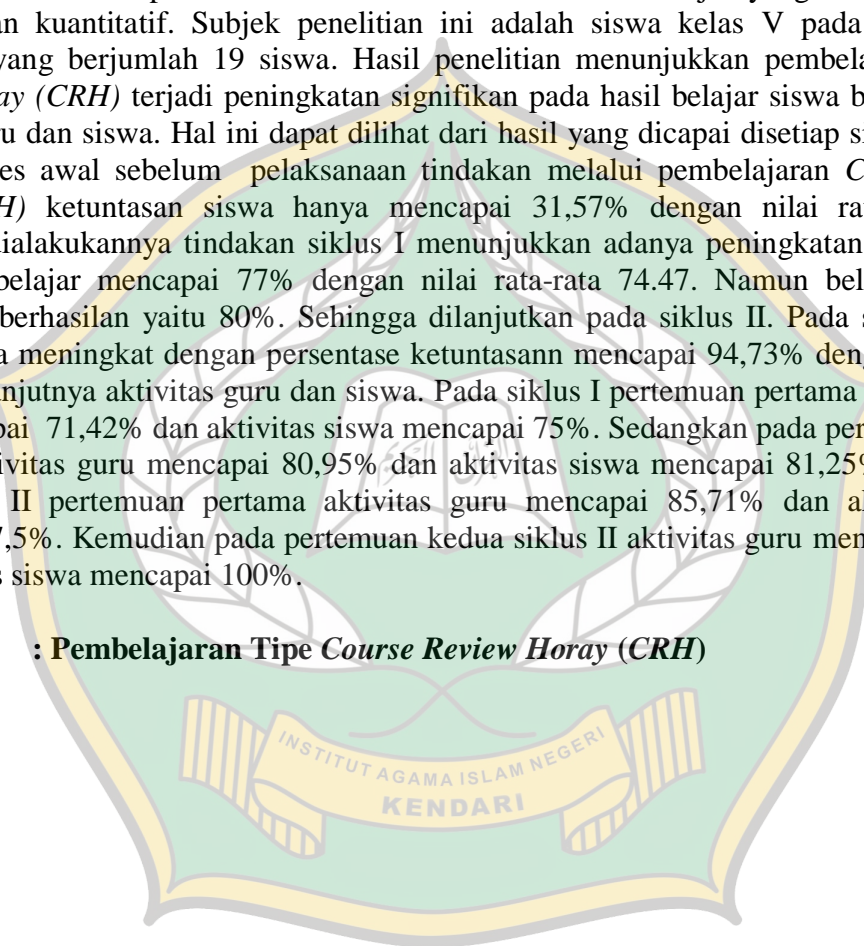 an kuantitatif. Subjek penelitian ini adalah siswa kelas V pada
yang berjumlah 19 siswa. Hasil penelitian menunjukkan pembela
ay (CRH) terjadi peningkatan signifikan pada hasil belajar siswa b
ru dan siswa. Hal ini dapat dilihat dari hasil yang dicapai disetiap si
es awal sebelum pelaksanaan tindakan melalui pembelajaran C
H) ketuntasan siswa hanya mencapai 31,57% dengan nilai ra
dialakukannya tindakan siklus I menunjukkan adanya peningkatan
belajar mencapai 77% dengan nilai rata-rata 74.47. Namun bel
berhasilan yaitu 80%. Sehingga dilanjutkan pada siklus II. Pada s
a meningkat dengan persentase ketuntasann mencapai 94,73% deng
anjutnya aktivitas guru dan siswa. Pada siklus I pertemuan pertama
pai 71,42% dan aktivitas siswa mencapai 75%. Sedangkan pada per
ivitas guru mencapai 80,95% dan aktivitas siswa mencapai 81,25%
II pertemuan pertama aktivitas guru mencapai 85,71% dan al
7,5%. Kemudian pada pertemuan kedua siklus II aktivitas guru men
s siswa mencapai 100%.
: Pembelajaran Tipe Course Review Horay (CRH)
INSTITUT AGAMA ISLAM NEGERI
KENDARI